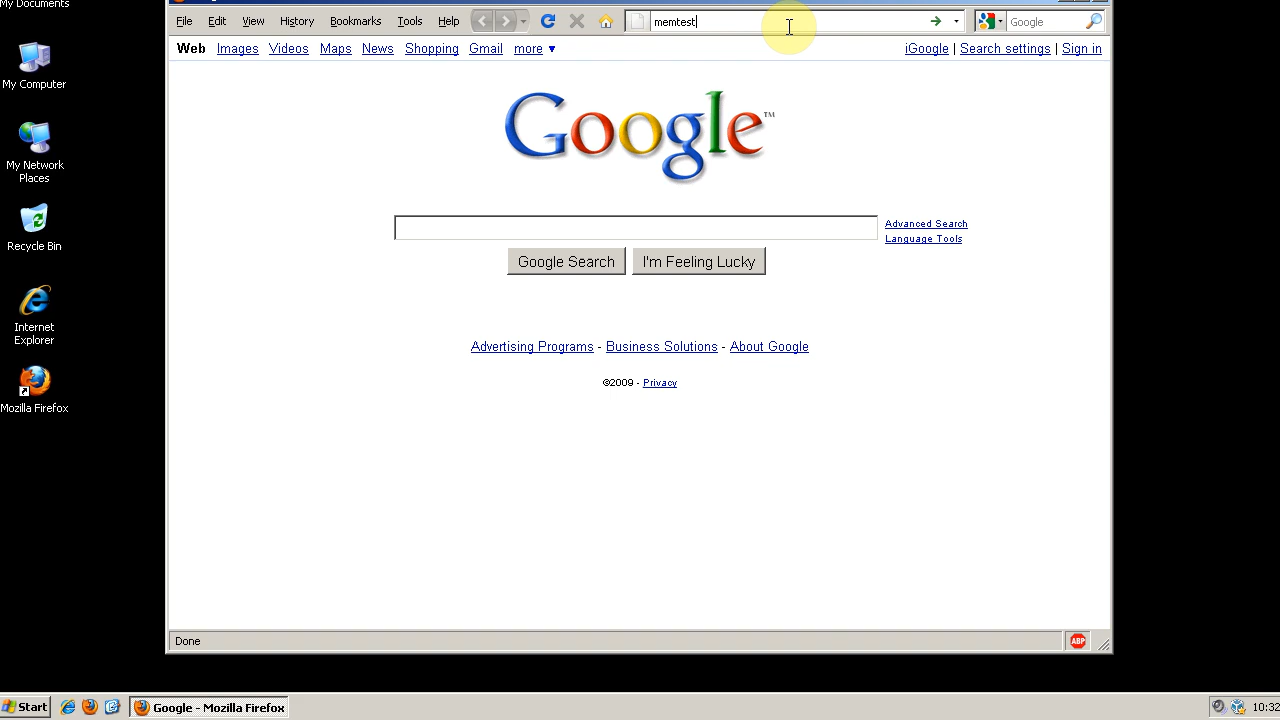 My Documents
My Computer
My Network
Places
Recycle Bin
Internet
Explorer
Mozilla Firefox
File Edit View History Bookmarks Tools Help memtest Google
Web Images Videos Maps News Shopping Gmail more ▼ iGoogle | Search settings | Sign in
Google™
Advanced Search
Language Tools
Google Search I'm Feeling Lucky
Advertising Programs - Business Solutions - About Google
©2009 - Privacy
Done ABP
Start Google - Mozilla Firefox 10:32